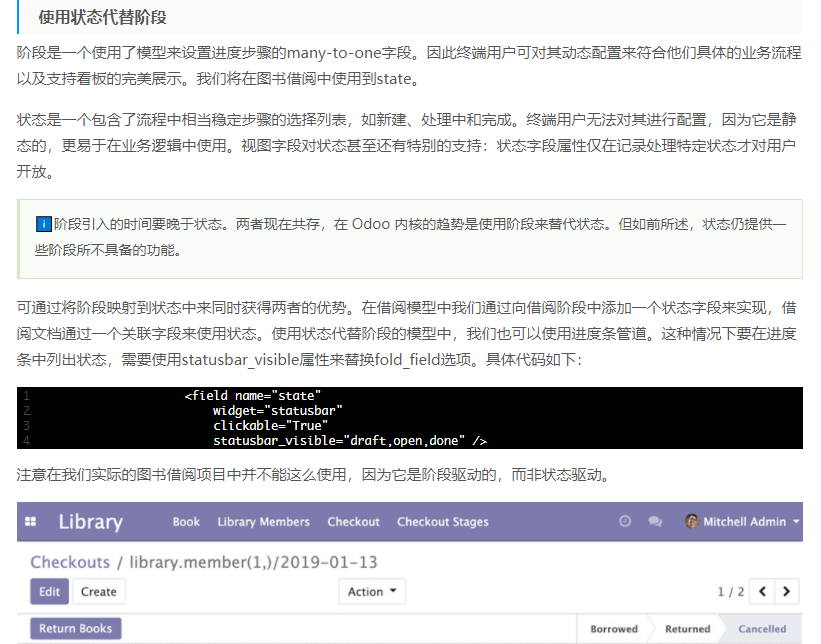 使用状态代替阶段
阶段是一个使用了模型来设置进度步骤的many-to-one字段。因此终端用户可对其动态配置来符合他们具体的业务流程
以及支持看板的完美展示。我们将在图书借阅中使用到state。
状态是一个包含了流程中相当稳定步骤的选择列表，如新建、处理中和完成。终端用户无法对其进行配置，因为它是静
态的，更易于在业务逻辑中使用。视图字段对状态甚至还有特别的支持：状态字段属性仅在记录处理特定状态才对用户
开放。
i 阶段引入的时间要晚于状态。两者现在共存，在 Odoo 内核的趋势是使用阶段来替代状态。但如前所述，状态仍提供一
些阶段所不具备的功能。
可通过将阶段映射到状态中来同时获得两者的优势。在借阅模型中我们通过向借阅阶段中添加一个状态字段来实现，借
阅文档通过一个关联字段来使用状态。使用状态代替阶段的模型中，我们也可以使用进度条管道。这种情况下要在进度
条中列出状态，需要使用statusbar_visible属性来替换fold_field选项。具体代码如下：
1 <field name="state"
2 widget="statusbar"
3 clickable="True"
4 statusbar_visible="draft,open,done" />
注意在我们实际的图书借阅项目中并不能这么使用，因为它是阶段驱动的，而非状态驱动。
Library Book Library Members Checkout Checkout Stages Mitchell Admin
Checkouts / library.member(1,)/2019-01-13
Edit Create Action 1 / 2
Return Books Borrowed Returned Cancelled